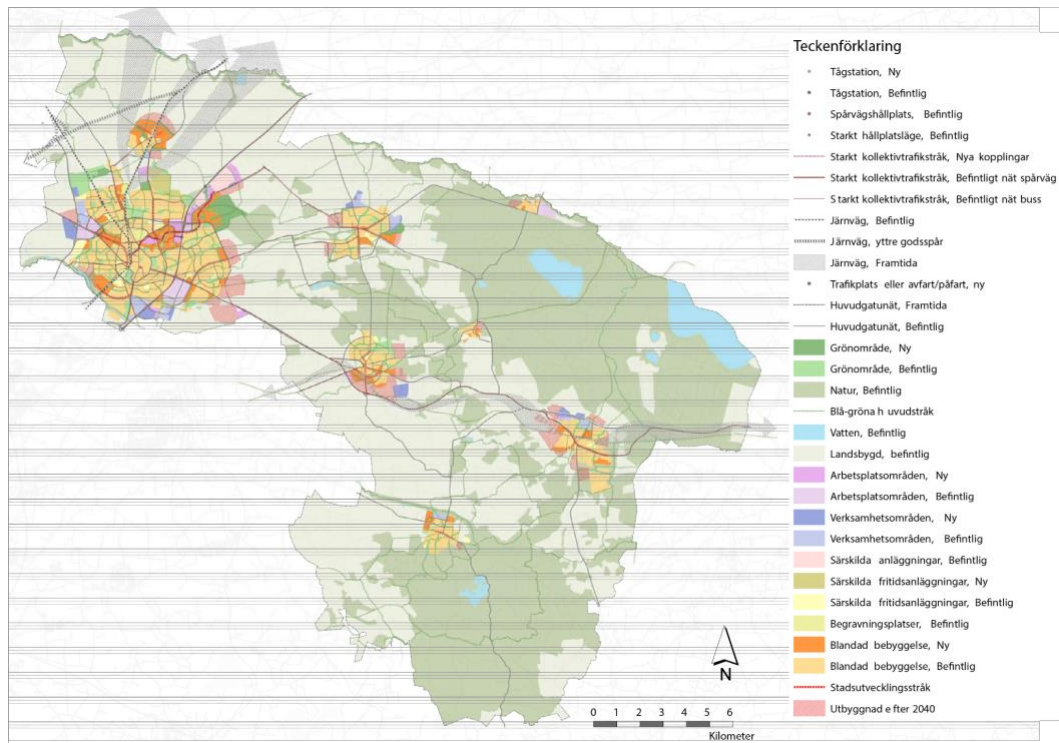 Teckenförklaring
Tågstation, Ny
Tågstation, Befintlig
Spårvägshållplats, Befintlig
Starkt hållplatsläge, Befintlig
Starkt kollektivtrafikstråk, Nya kopplingar
Starkt kollektivtrafikstråk, Befintligt nät spårväg
S tarkt kollektivtrafikstråk, Befintligt nät buss
Järnväg, Befintlig
Järnväg, yttre godsspår
Järnväg, Framtida
Trafikplats eller avfart/påfart, ny
Huvudgatunät, Framtida
Huvudgatunät, Befintlig
Grönområde, Ny
Grönområde, Befintlig
Natur, Befintlig
Blå-gröna h uvudstråk
Vatten, Befintlig
Landsbygd, befintlig
Arbetsplatsområden, Ny
Arbetsplatsområden, Befintlig
Verksamhetsområden, Ny
Verksamhetsområden, Befintlig
Särskilda anläggningar, Befintlig
Särskilda fritidsanläggningar, Ny
Särskilda fritidsanläggningar, Befintlig
Begravningsplatser, Befintlig
Blandad bebyggelse, Ny
Blandad bebyggelse, Befintlig
Stadsutvecklingsstråk
Utbyggnad e fter 2040
N
0 1 2 3 4 5 6
Kilometer